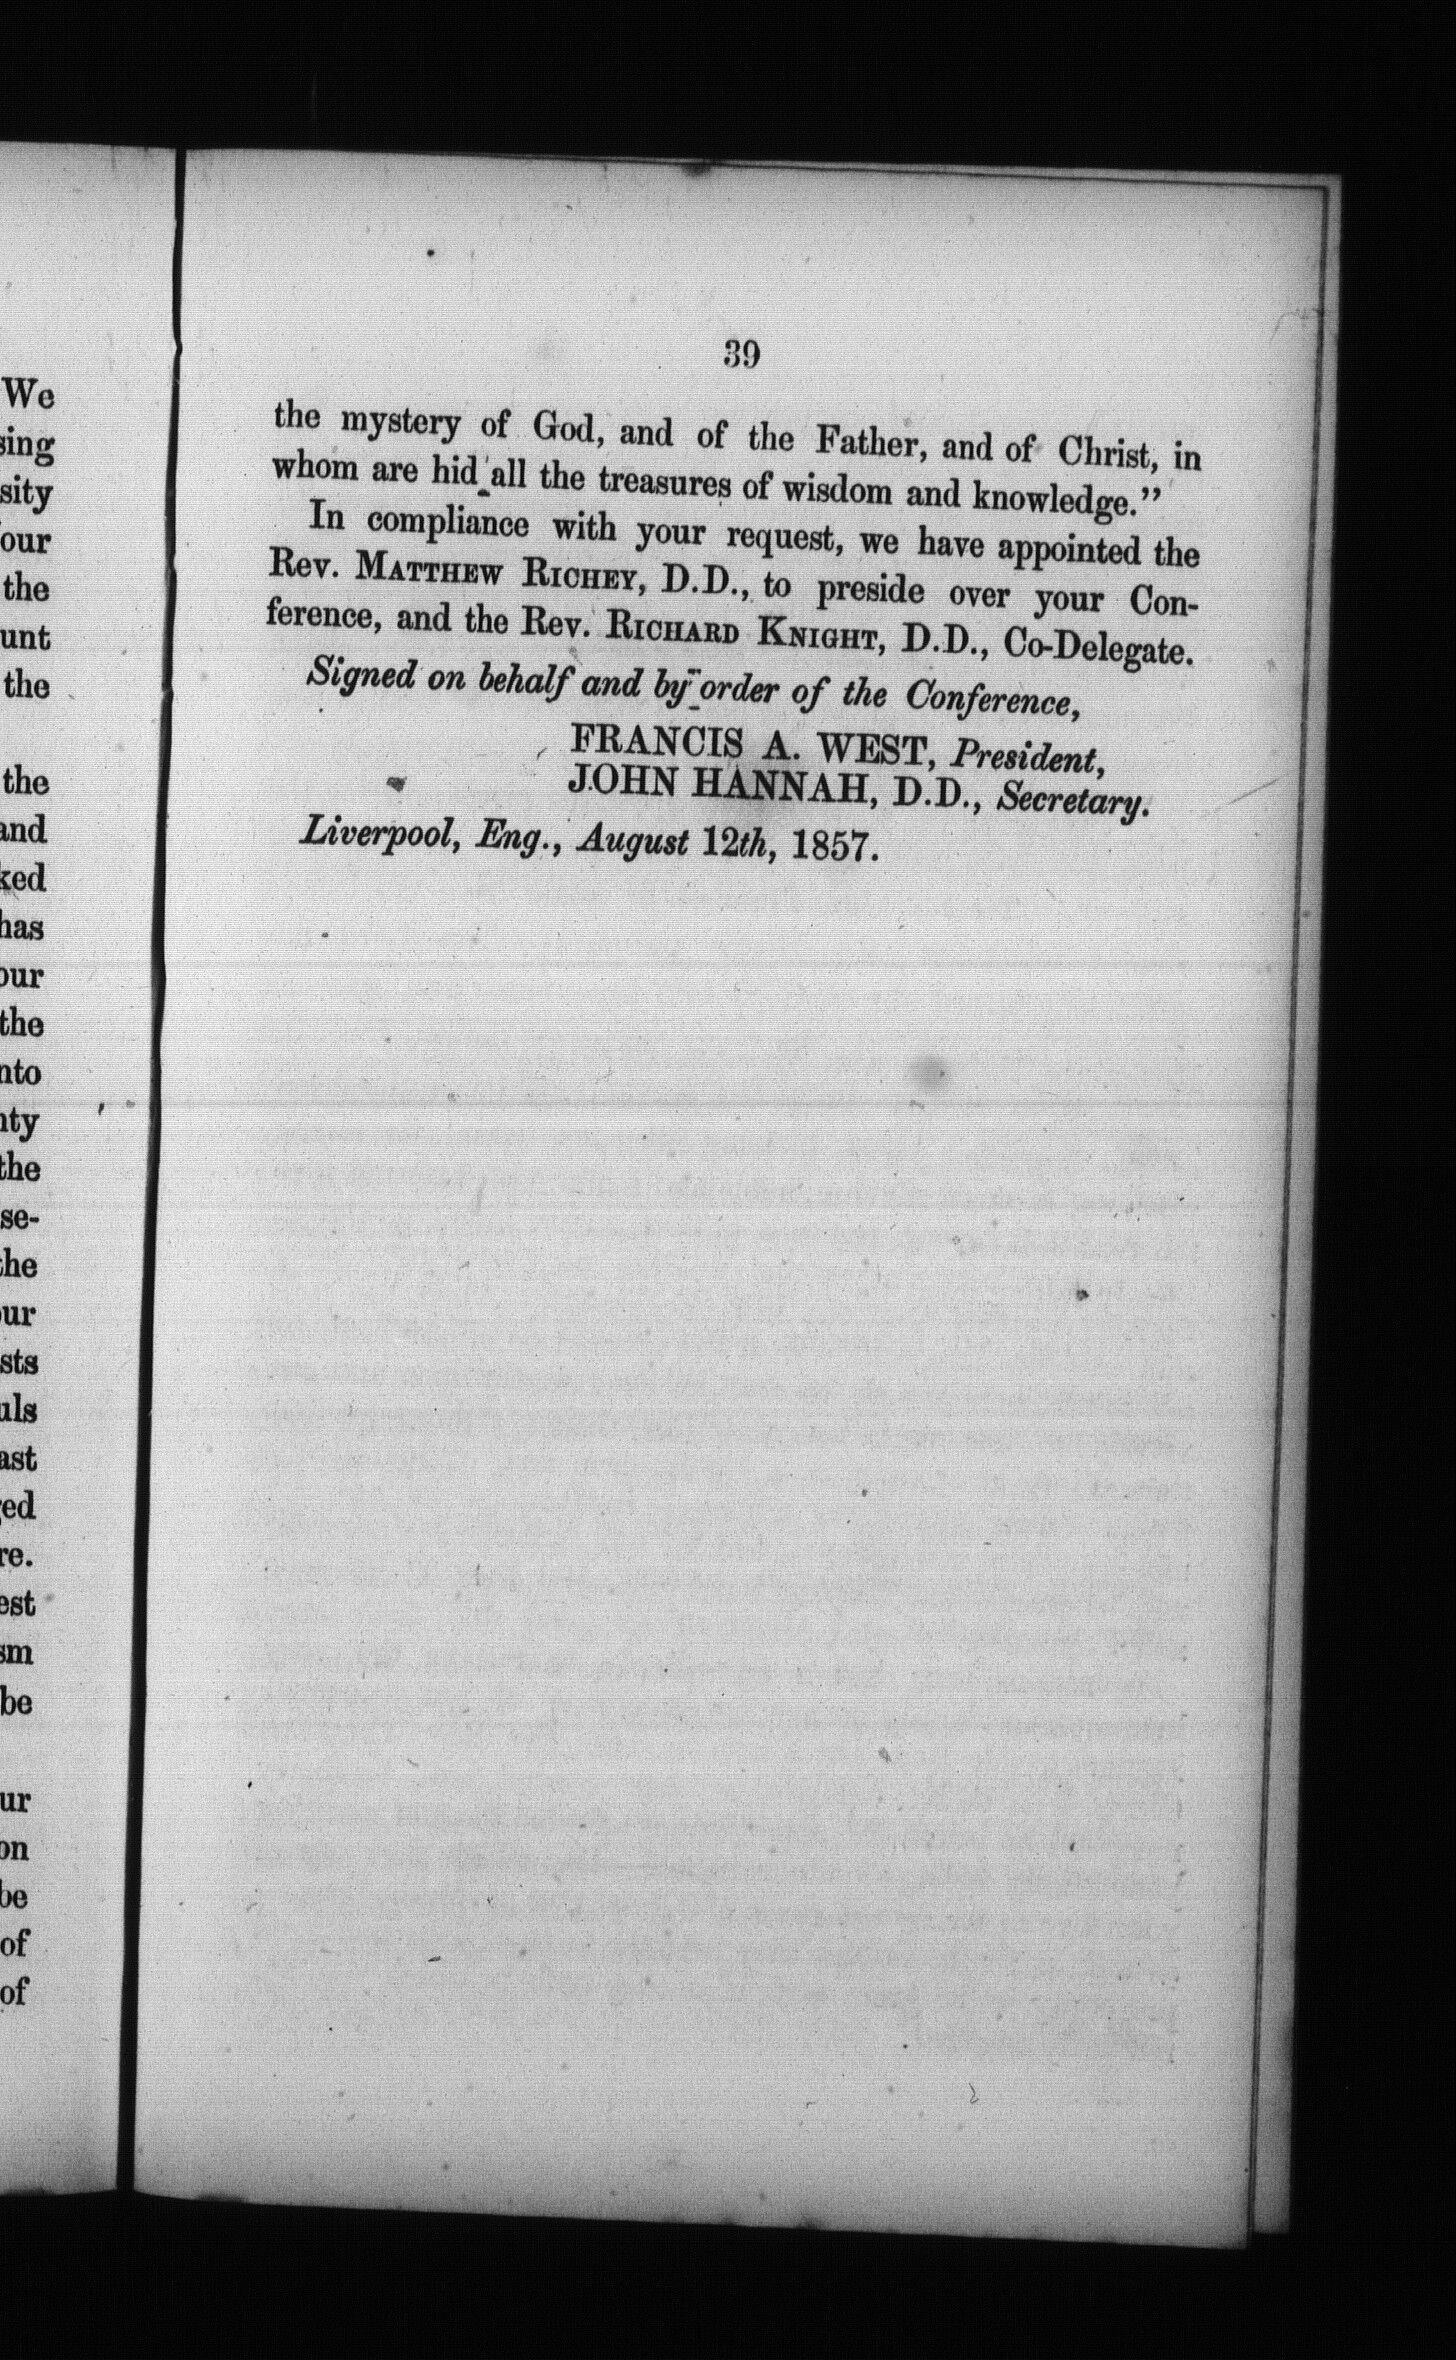 39
the mystery of God, and of the Father, and of Christ, in
whom are hid all the treasures of wisdom and knowledge.”
In compliance with your request, we have appointed the
Rev. MATTHEW RICHEY, D.D., to preside over your Con-
ference, and the Rev. RICHARD KNIGHT, D.D., Co-Delegate.
Signed on behalf and by order of the Conference,
FRANCIS A. WEST, President,
JOHN HANNAH, D.D., Secretary.
Liverpool, Eng., August 12th, 1857.